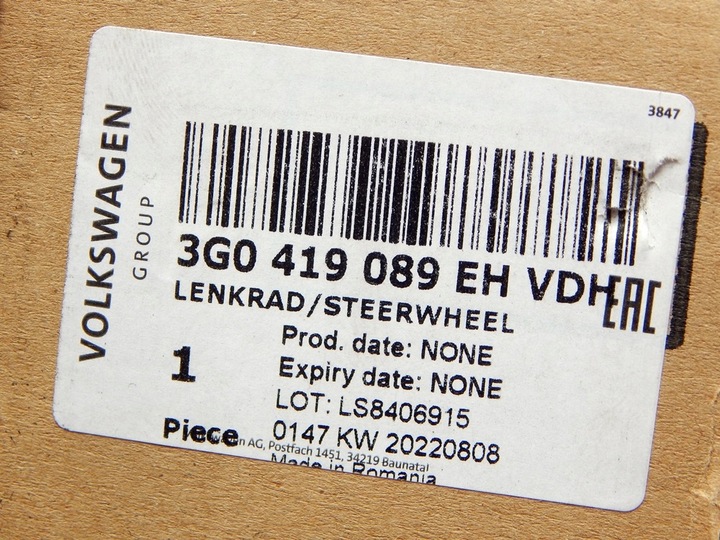 3847
VOLKSWAGEN
GROUP
3G0 419 089 EH VDH
EAC
LENKRAD/STEERWHEEL
Prod. date: NONE
1
Expiry date: NONE
LOT: LS8406915
Piece
0147 KW 20220808
AG, Postfach 1451, 34219 Baunatal
Made in Romania